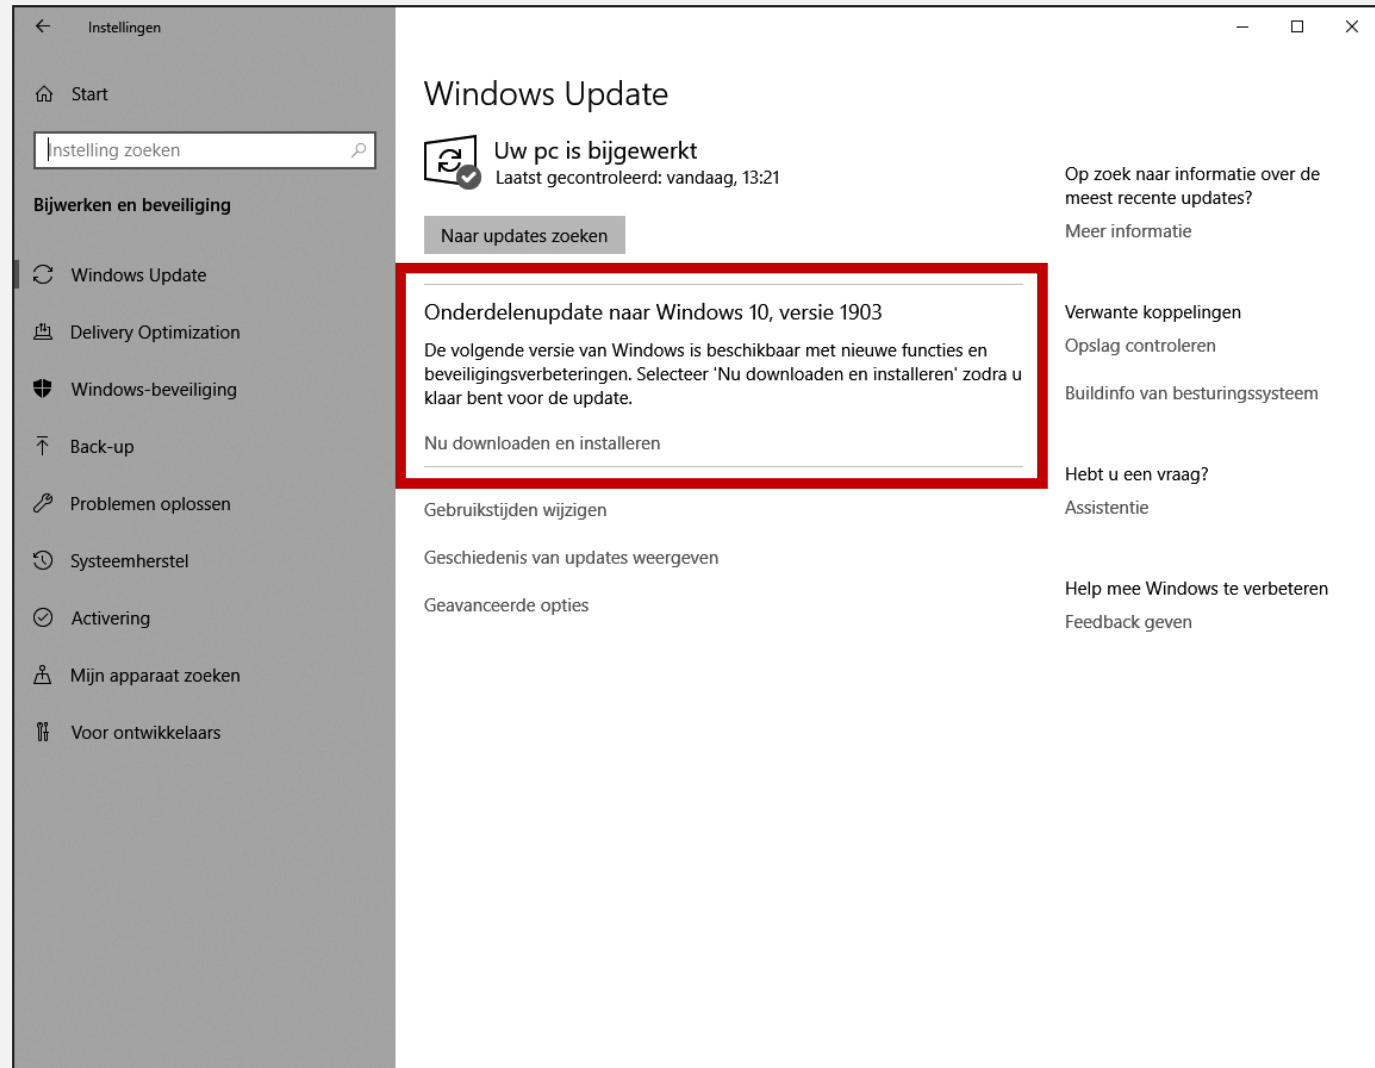 Instellingen
Start
Instelling zoeken
Bijwerken en beveiliging
Windows Update
Delivery Optimization
Windows-beveiliging
Back-up
Problemen oplossen
Systeemherstel
Activering
Mijn apparaat zoeken
Voor ontwikkelaars
Windows Update
Uw pc is bijgewerkt
Laatst gecontroleerd: vandaag, 13:21
Naar updates zoeken
Onderdelenupdate naar Windows 10, versie 1903
De volgende versie van Windows is beschikbaar met nieuwe functies en
beveiligingsverbeteringen. Selecteer 'Nu downloaden en installeren' zodra u
klaar bent voor de update.
Nu downloaden en installeren
Gebruikstijden wijzigen
Geschiedenis van updates weergeven
Geavanceerde opties
Op zoek naar informatie over de
meest recente updates?
Meer informatie
Verwante koppelingen
Opslag controleren
Buildinfo van besturingssysteem
Hebt u een vraag?
Assistentie
Help mee Windows te verbeteren
Feedback geven